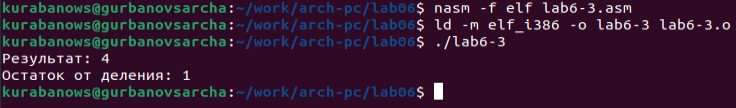 kurabanows@gurbanovsarcha:~/work/arch-pc/lab06$ nasm -f elf lab6-3.asm
kurabanows@gurbanovsarcha:~/work/arch-pc/lab06$ ld -m elf_i386 -o lab6-3 lab6-3.o
kurabanows@gurbanovsarcha:~/work/arch-pc/lab06$ ./lab6-3
Результат: 4
Остаток от деления: 1
kurabanows@gurbanovsarcha:~/work/arch-pc/lab06$